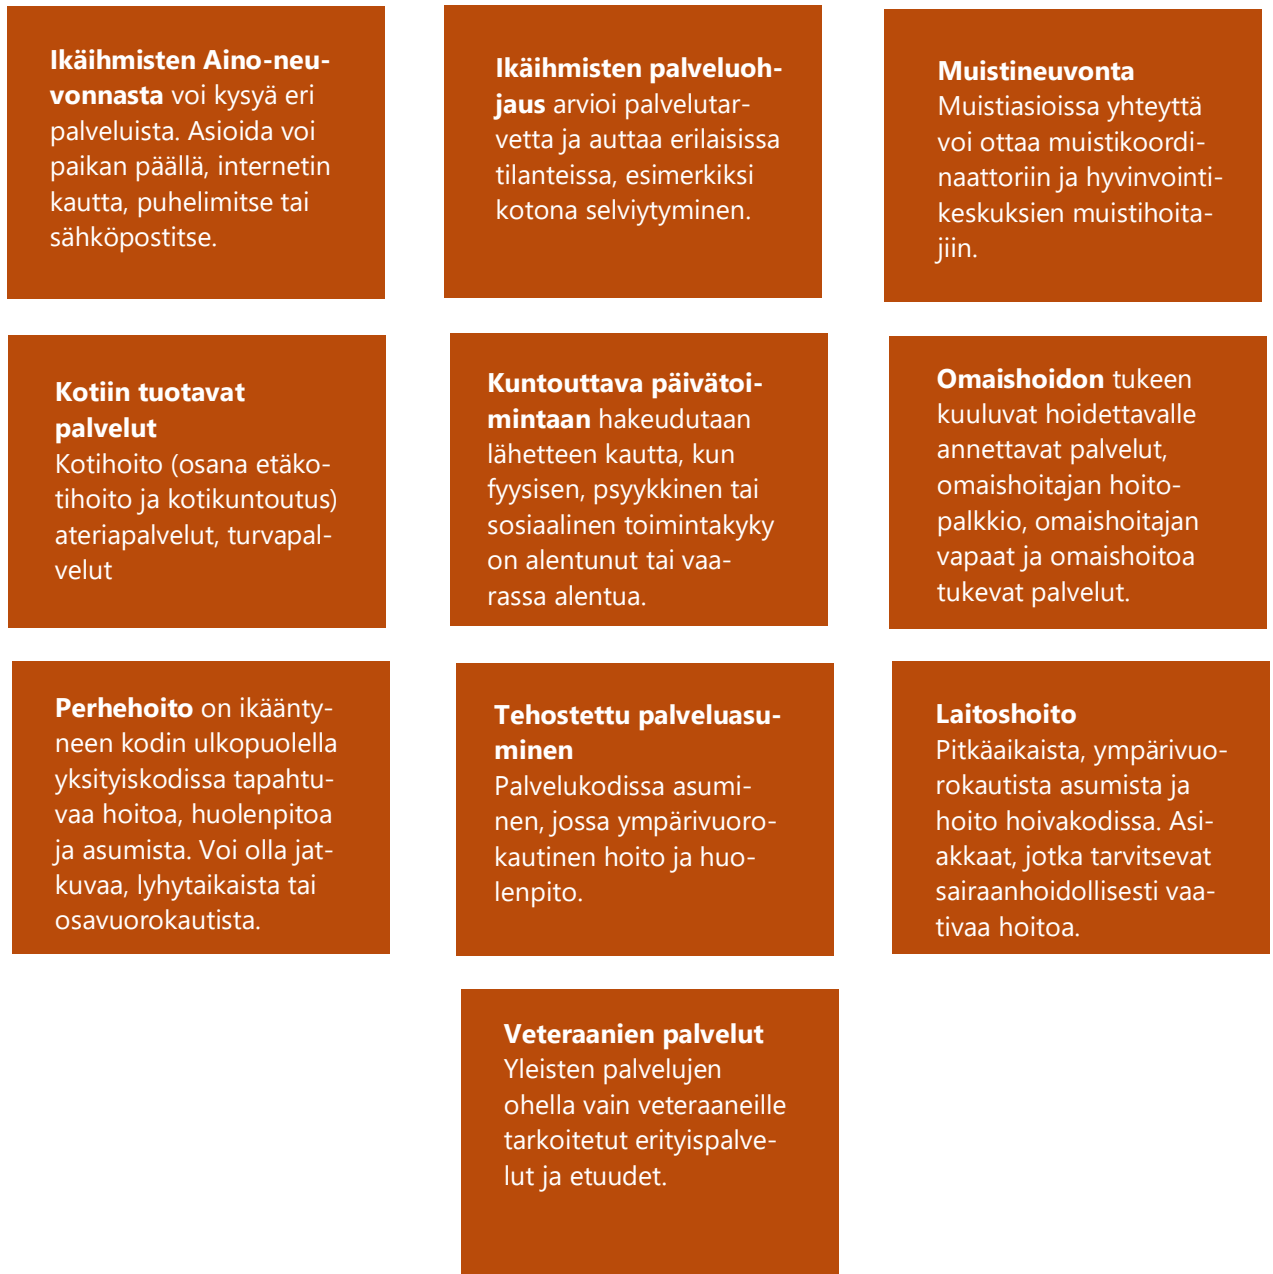 Ikäihmisten Aino-neu-
vonnasta voi kysyä eri
palveluista. Asioida voi
paikan päällä, internetin
kautta, puhelimitse tai
sähköpostitse.
Ikäihmisten palveluoh-
jaus arvioi palvelutar-
vetta ja auttaa erilaisissa
tilanteissa, esimerkiksi
kotona selviytyminen.
Muistineuvonta
Muistiasioissa yhteyttä
voi ottaa muistikoordi-
naattoriin ja hyvinvointi-
keskuksien muistihoita-
jiin.
Kotiin tuotavat
palvelut
Kotihoito (osana etäko-
tihoito ja kotikuntoutus)
ateriapalvelut, turvapal-
velut
Kuntouttava päivätoi-
mintaan hakeudutaan
lähetteen kautta, kun
fyysisen, psyykkinen tai
sosiaalinen toimintakyky
on alentunut tai vaa-
rassa alentua.
Omaishoidon tukeen
kuuluvat hoidettavalle
annettavat palvelut,
omaishoitajan hoito-
palkkio, omaishoitajan
vapaat ja omaishoitoa
tukevat palvelut.
Perhehoito on ikäänty-
neen kodin ulkopuolella
yksityiskodissa tapahtu-
vaa hoitoa, huolenpitoa
ja asumista. Voi olla jat-
kuvaa, lyhytaikaista tai
osavuorokautista.
Tehostettu palveluasu-
minen
Palvelukodissa asumi-
nen, jossa ympärivuoro-
kautinen hoito ja huo-
lenpito.
Laitoshoito
Pitkäaikaista, ympärivuo-
rokautista asumista ja
hoito hoivakodissa. Asi-
akkaat, jotka tarvitsevat
sairaanhoidollisesti vaa-
tivaa hoitoa.
Veteraanien palvelut
Yleisten palvelujen
ohella vain veteraaneille
tarkoitetut erityispalve-
lut ja etuudet.